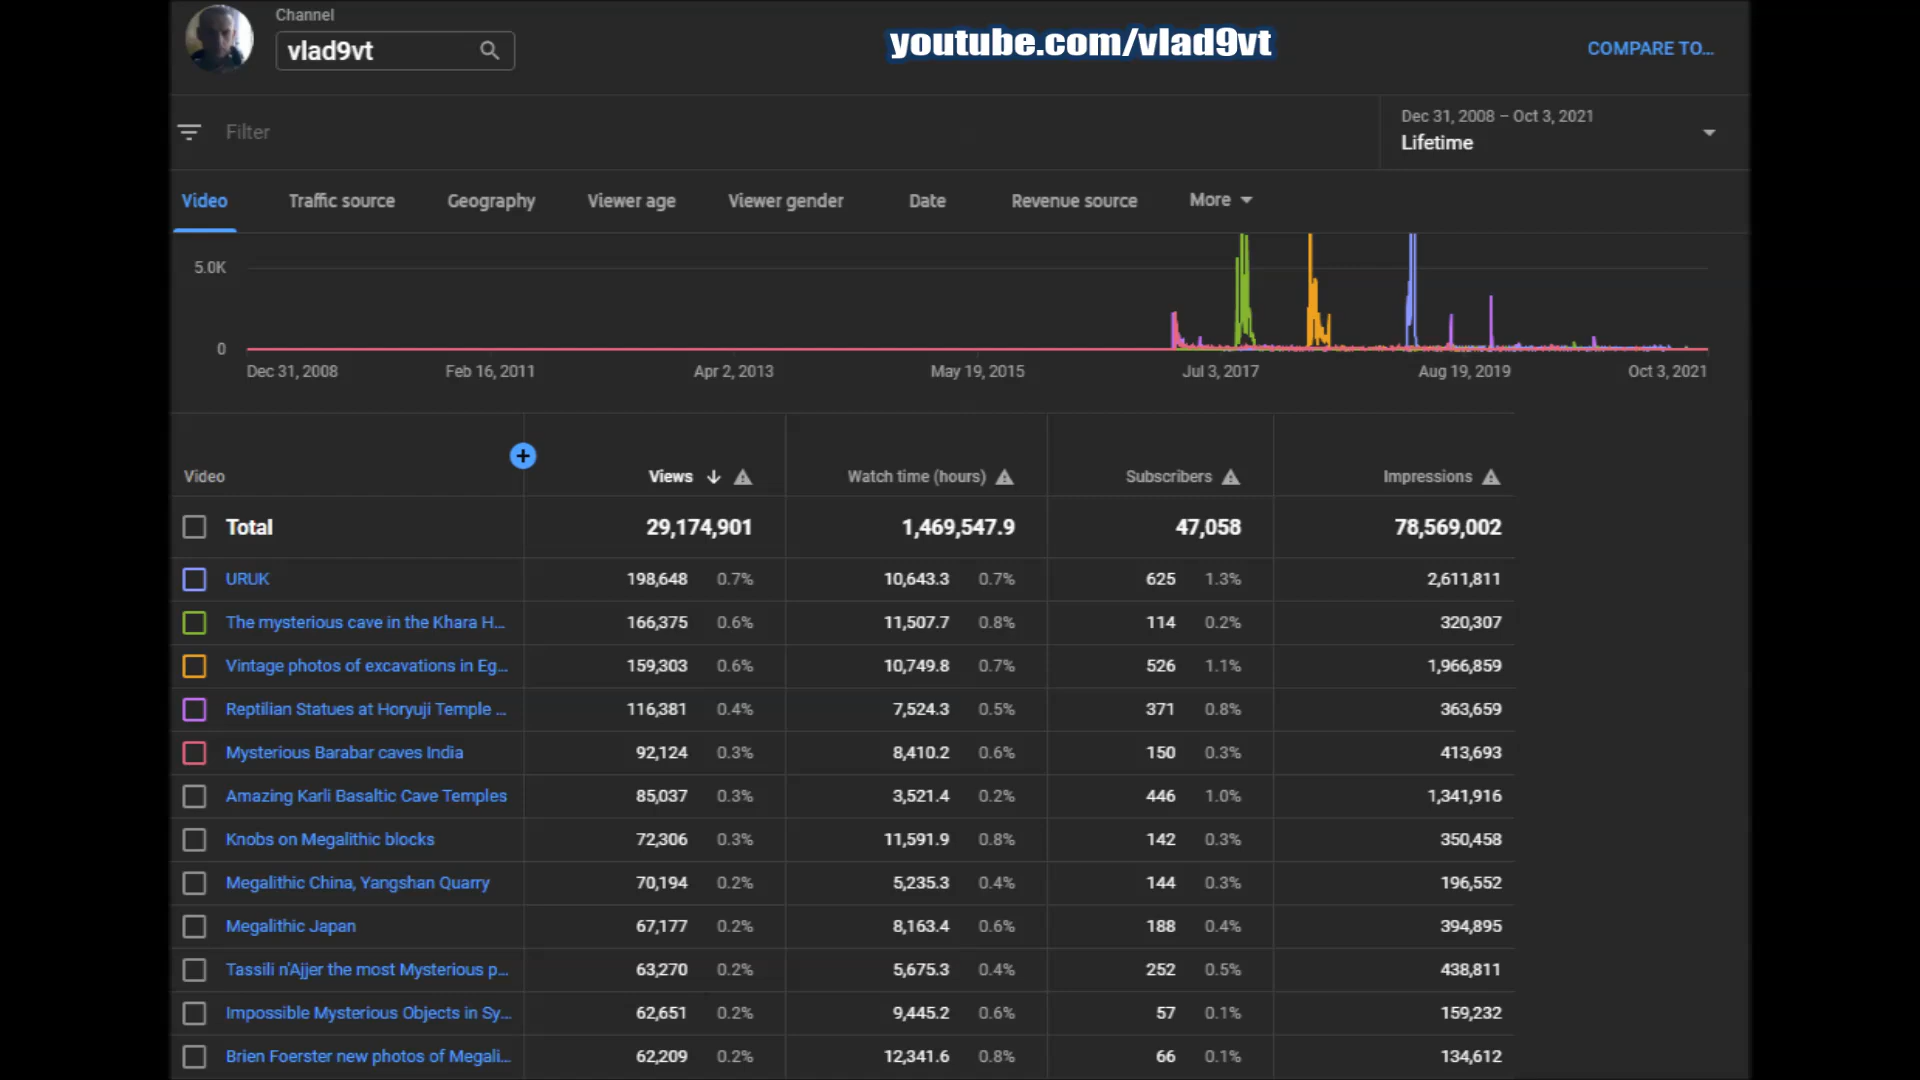 Channel
vlad9vt
youtube.com/vlad9vt
COMPARE TO...
Filter
Dec 31, 2008 – Oct 3, 2021
Lifetime
Video Traffic source Geography Viewer age Viewer gender Date Revenue source More
5.0K
0
Dec 31, 2008 Feb 16, 2011 Apr 2, 2013 May 19, 2015 Jul 3, 2017 Aug 19, 2019 Oct 3, 2021
Video Views Watch time (hours) Subscribers Impressions
Total 29,174,901 1,469,547.9 47,058 78,569,002
URUK 198,648 0.7% 10,643.3 0.7% 625 1.3% 2,611,811
The mysterious cave in the Khara H... 166,375 0.6% 11,507.7 0.8% 114 0.2% 320,307
Vintage photos of excavations in Eg... 159,303 0.6% 10,749.8 0.7% 526 1.1% 1,966,859
Reptilian Statues at Horyuji Temple ... 116,381 0.4% 7,524.3 0.5% 371 0.8% 363,659
Mysterious Barabar caves India 92,124 0.3% 8,410.2 0.6% 150 0.3% 413,693
Amazing Karli Basaltic Cave Temples 85,037 0.3% 3,521.4 0.2% 446 1.0% 1,341,916
Knobs on Megalithic blocks 72,306 0.3% 11,591.9 0.8% 142 0.3% 350,458
Megalithic China, Yangshan Quarry 70,194 0.2% 5,235.3 0.4% 144 0.3% 196,552
Megalithic Japan 67,177 0.2% 8,163.4 0.6% 188 0.4% 394,895
Tassili n'Ajjer the most Mysterious p... 63,270 0.2% 5,675.3 0.4% 252 0.5% 438,811
Impossible Mysterious Objects in Sy... 62,651 0.2% 9,445.2 0.6% 57 0.1% 159,232
Brien Foerster new photos of Megali... 62,209 0.2% 12,341.6 0.8% 66 0.1% 134,612